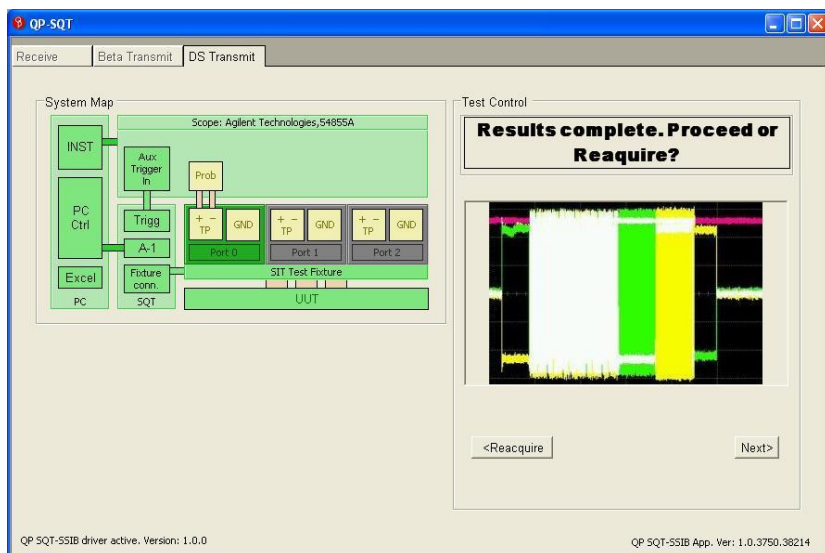 QP-SQT
Receive
Beta Transmit
DS Transmit
System Map
Scope: Agilent Technologies,54855A
INST
Aux
Trigger
In
Prob
PC
Ctrl
Trigg
A-1
+ -
TP
GND
Port 0
+ -
TP
GND
Port 1
+ -
TP
GND
Port 2
Excel
Fixture
conn.
SIT Test Fixture
UUT
PC
SQT
Test Control
Results complete. Proceed or
Reaquire?
<Reacquire
Next>
QP SQT-SSIB driver active. Version: 1.0.0
QP SQT-SSIB App. Ver: 1.0.3750.38214